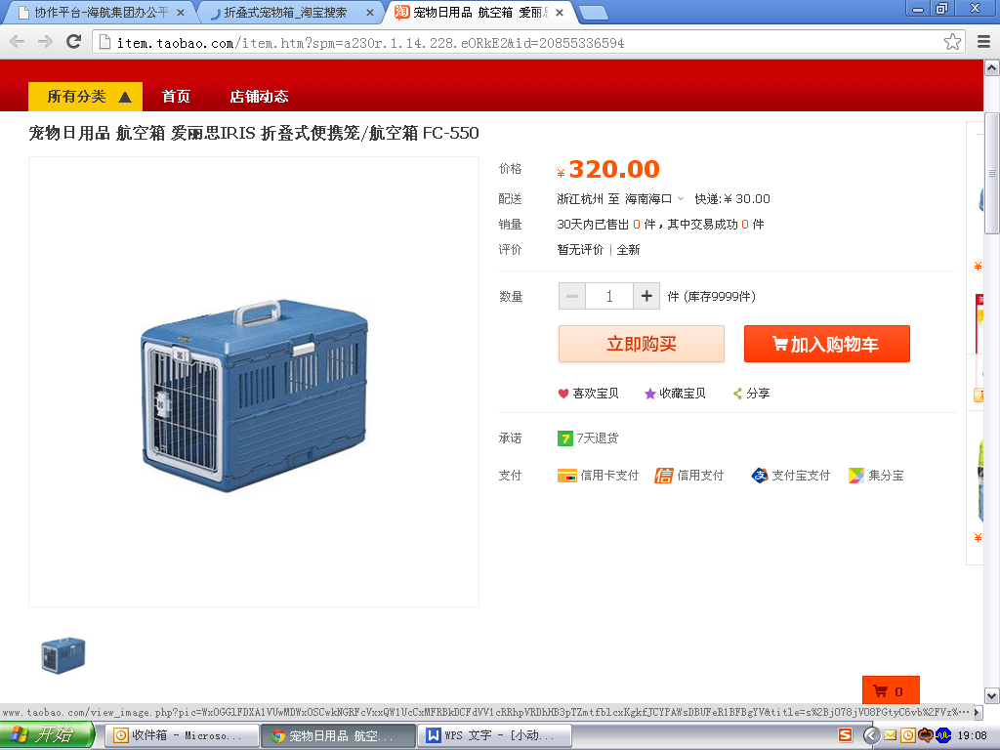 协作平台-海航集团办公平
折叠式宠物箱_淘宝搜索
宠物日用品 航空箱 爱丽思
item.taobao.com/item.htm?spm=a230r.1.14.228.eORkE2&id=20855336594
所有分类 首页 店铺动态
宠物日用品 航空箱 爱丽思IRIS 折叠式便携笼/航空箱 FC-550
价格 ¥ 320.00
配送 浙江杭州 至 海南海口 快递:¥ 30.00
销量 30天内已售出 0 件，其中交易成功 0 件
评价 暂无评价 | 全新
数量 1 件 (库存9999件)
立即购买 加入购物车
喜欢宝贝 收藏宝贝 分享
承诺 7天退货
支付 信用卡支付 信用支付 支付宝支付 集分宝
¥
¥
0
开始 收件箱 - Microso... 宠物日用品 航空... WPS 文字 - [小动... 19:08